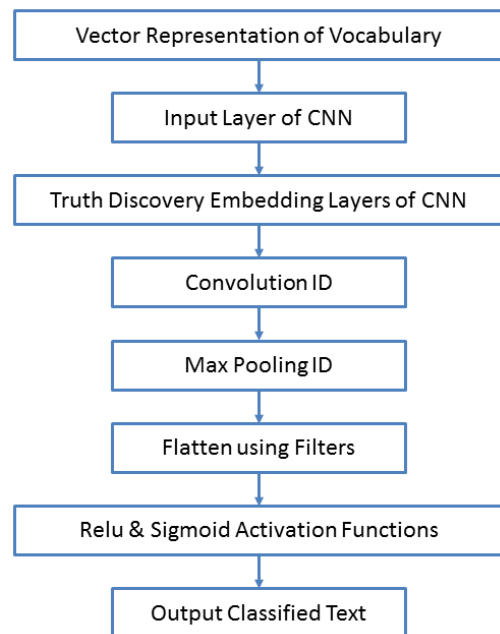 Vector Representation of Vocabulary
Input Layer of CNN
Truth Discovery Embedding Layers of CNN
Convolution ID
Max Pooling ID
Flatten using Filters
Relu & Sigmoid Activation Functions
Output Classified Text